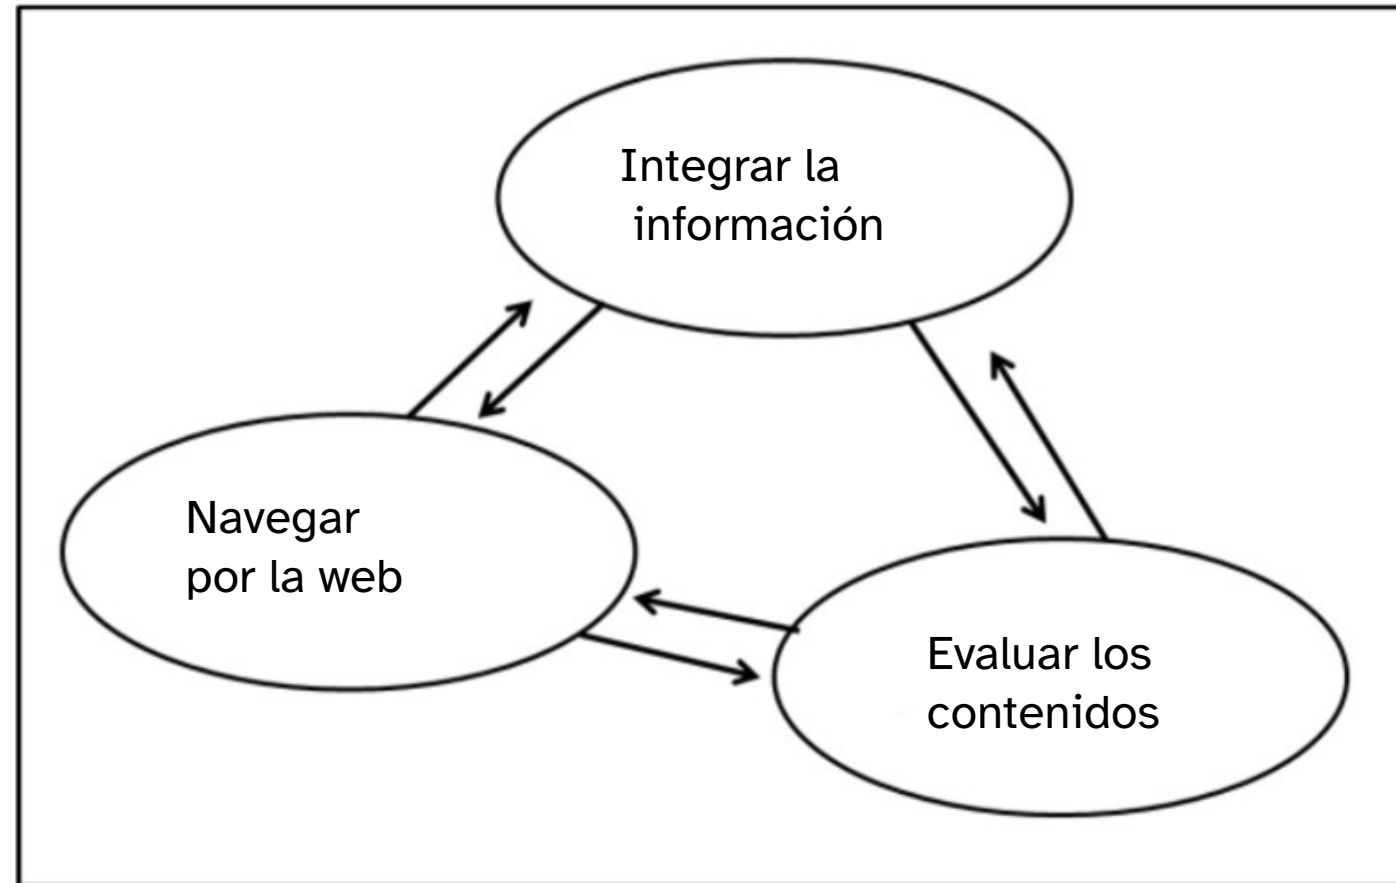 Integrar la
información
Navegar
por la web
Evaluar los
contenidos